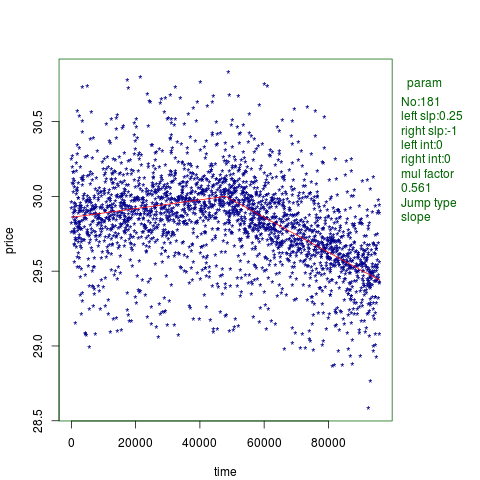 param
No:181
left slp:0.25
right slp:-1
left int:0
right int:0
mul factor
0.561
Jump type
slope
30.5
30.0
29.5
29.0
28.5
price
0 20000 40000 60000 80000
time